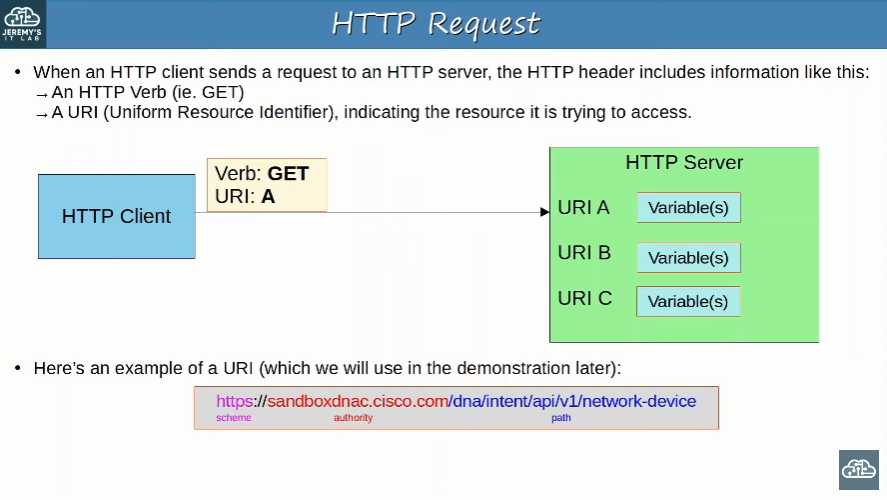 JEREMY'S
IT LAB
HTTP Request
• When an HTTP client sends a request to an HTTP server, the HTTP header includes information like this:
→An HTTP Verb (ie. GET)
→A URI (Uniform Resource Identifier), indicating the resource it is trying to access.
HTTP Client
Verb: GET
URI: A
HTTP Server
URI A Variable(s)
URI B Variable(s)
URI C Variable(s)
• Here's an example of a URI (which we will use in the demonstration later):
https://sandboxdnac.cisco.com/dna/intent/api/v1/network-device
scheme authority path